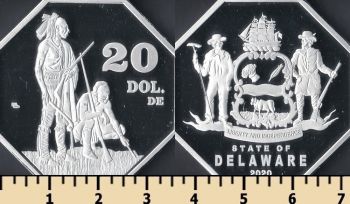 20
DOL.
DE
LIBERTY AND INDEPENDENCE
STATE OF
DELAWARE
2020
1 2 3 4 5 6 7